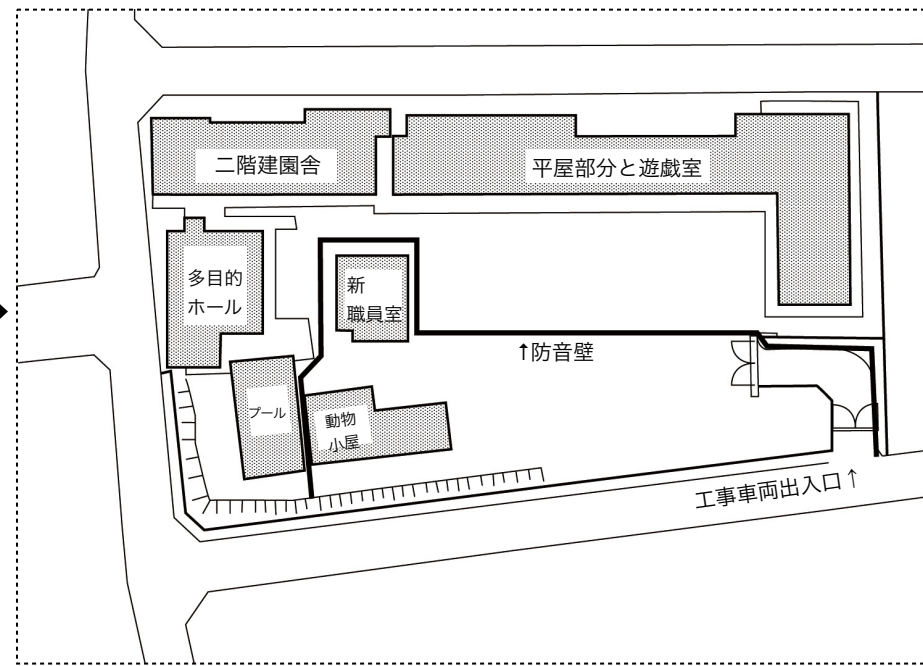 二階建園舎
平屋部分と遊戯室
多目的
ホール
新
職員室
↑防音壁
プール
動物
小屋
工事車両出入口↑